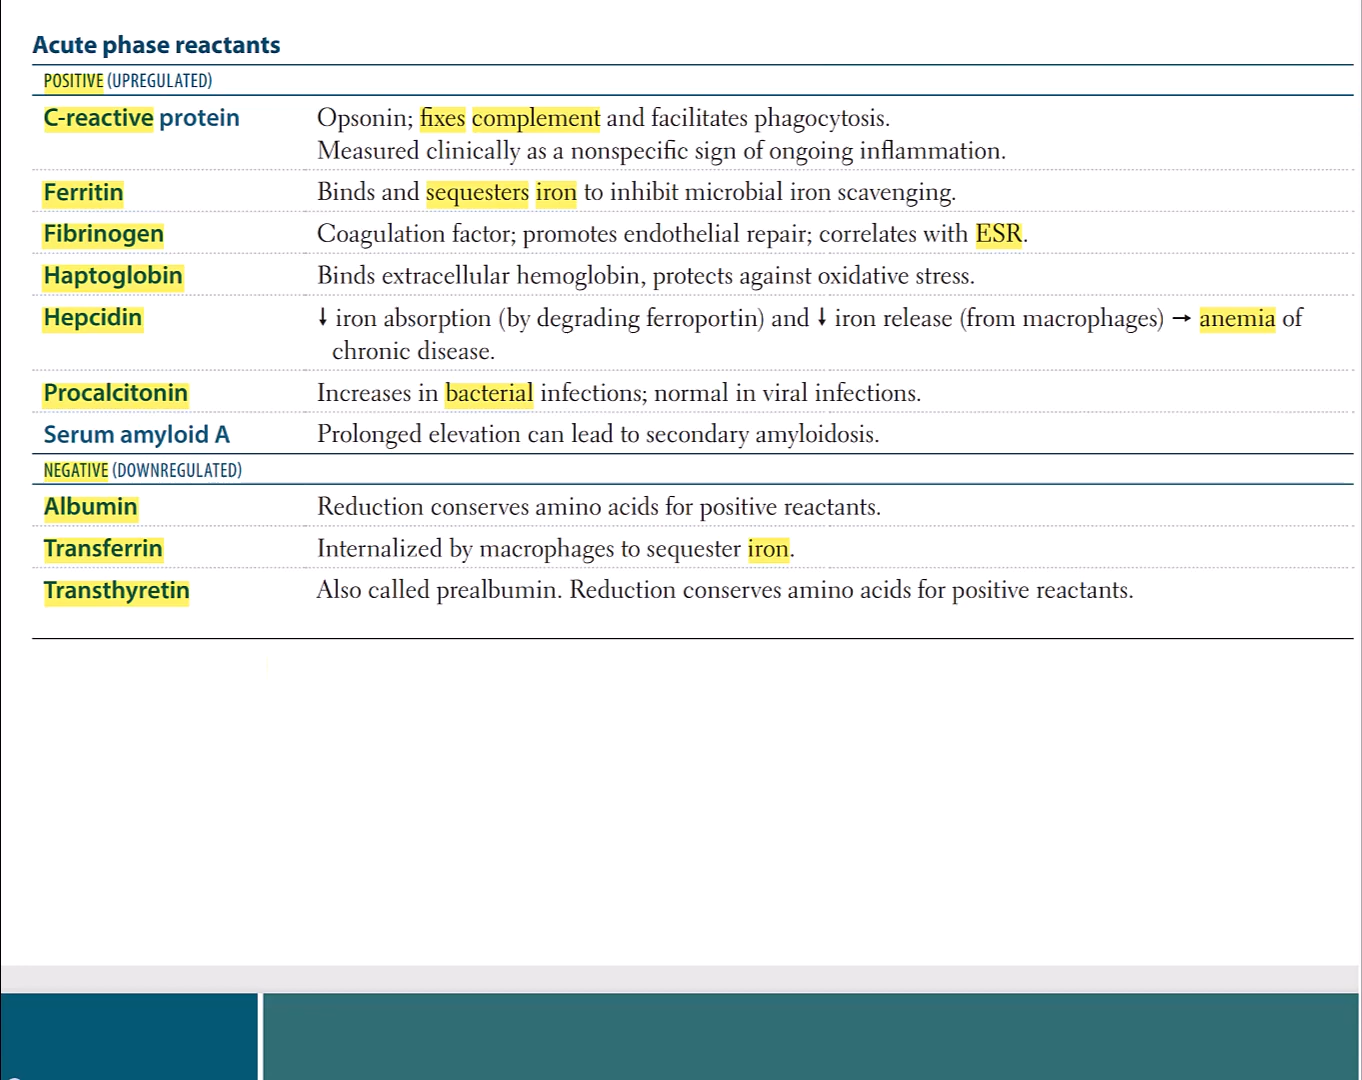 Acute phase reactants
POSITIVE (UPREGULATED)
C-reactive protein
Opsonin; fixes complement and facilitates phagocytosis.
Measured clinically as a nonspecific sign of ongoing inflammation.
Ferritin
Binds and sequesters iron to inhibit microbial iron scavenging.
Fibrinogen
Coagulation factor; promotes endothelial repair; correlates with ESR.
Haptoglobin
Binds extracellular hemoglobin, protects against oxidative stress.
Hepcidin
↓ iron absorption (by degrading ferroportin) and ↓ iron release (from macrophages) → anemia of
chronic disease.
Procalcitonin
Increases in bacterial infections; normal in viral infections.
Serum amyloid A
Prolonged elevation can lead to secondary amyloidosis.
NEGATIVE (DOWNREGULATED)
Albumin
Reduction conserves amino acids for positive reactants.
Transferrin
Internalized by macrophages to sequester iron.
Transthyretin
Also called prealbumin. Reduction conserves amino acids for positive reactants.